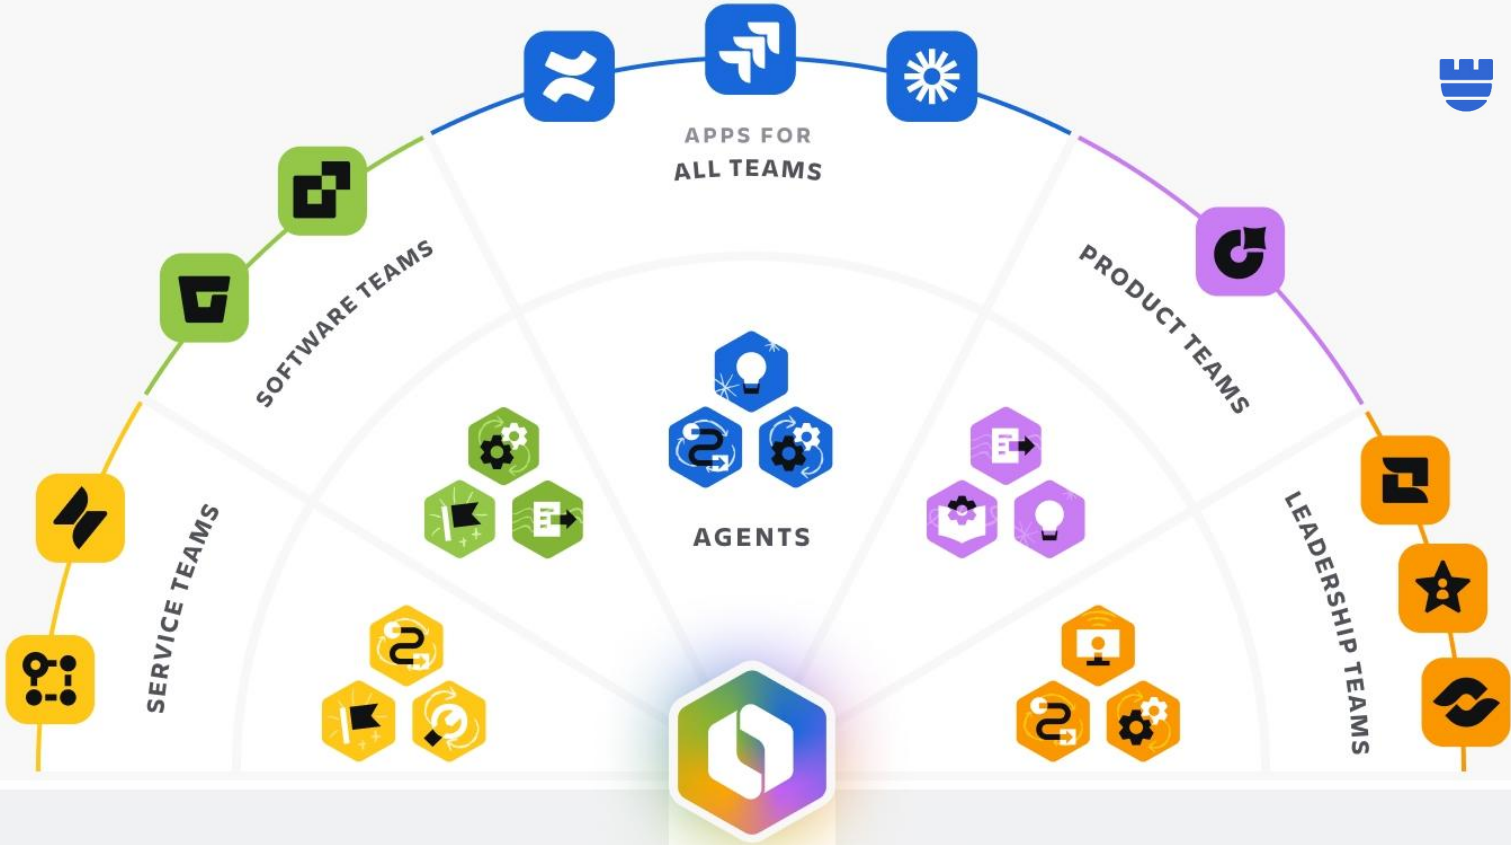 APPS FOR
ALL TEAMS
SOFTWARE TEAMS
PRODUCT TEAMS
SERVICE TEAMS
LEADERSHIP TEAMS
AGENTS